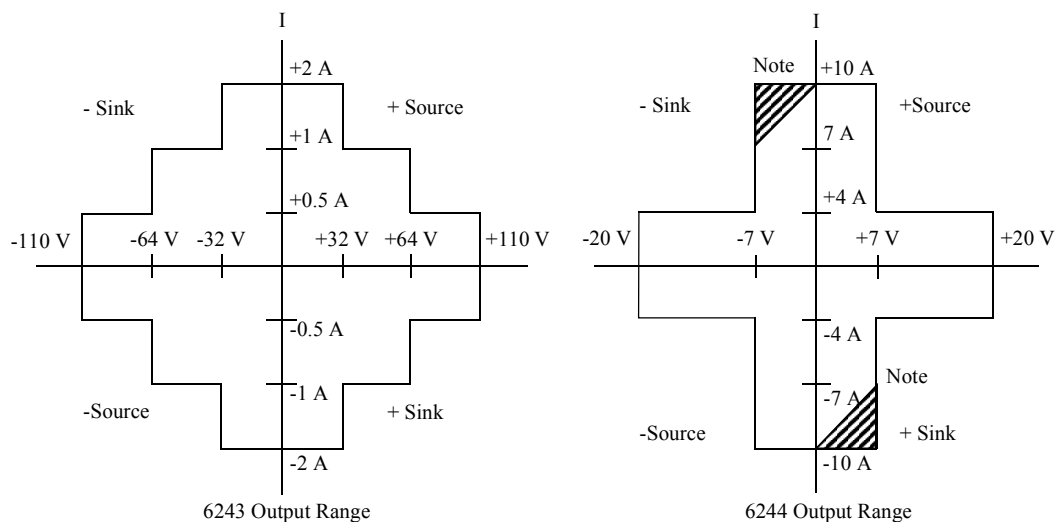 I
+2 A
- Sink
+ Source
+1 A
+0.5 A
-110 V
-64 V
-32 V
+32 V
+64 V
+110 V
-0.5 A
-1 A
-Source
+ Sink
-2 A
6243 Output Range
I
Note
+10 A
- Sink
+Source
7 A
+4 A
-20 V
-7 V
+7 V
+20 V
-4 A
Note
-7 A
-Source
+ Sink
-10 A
6244 Output Range